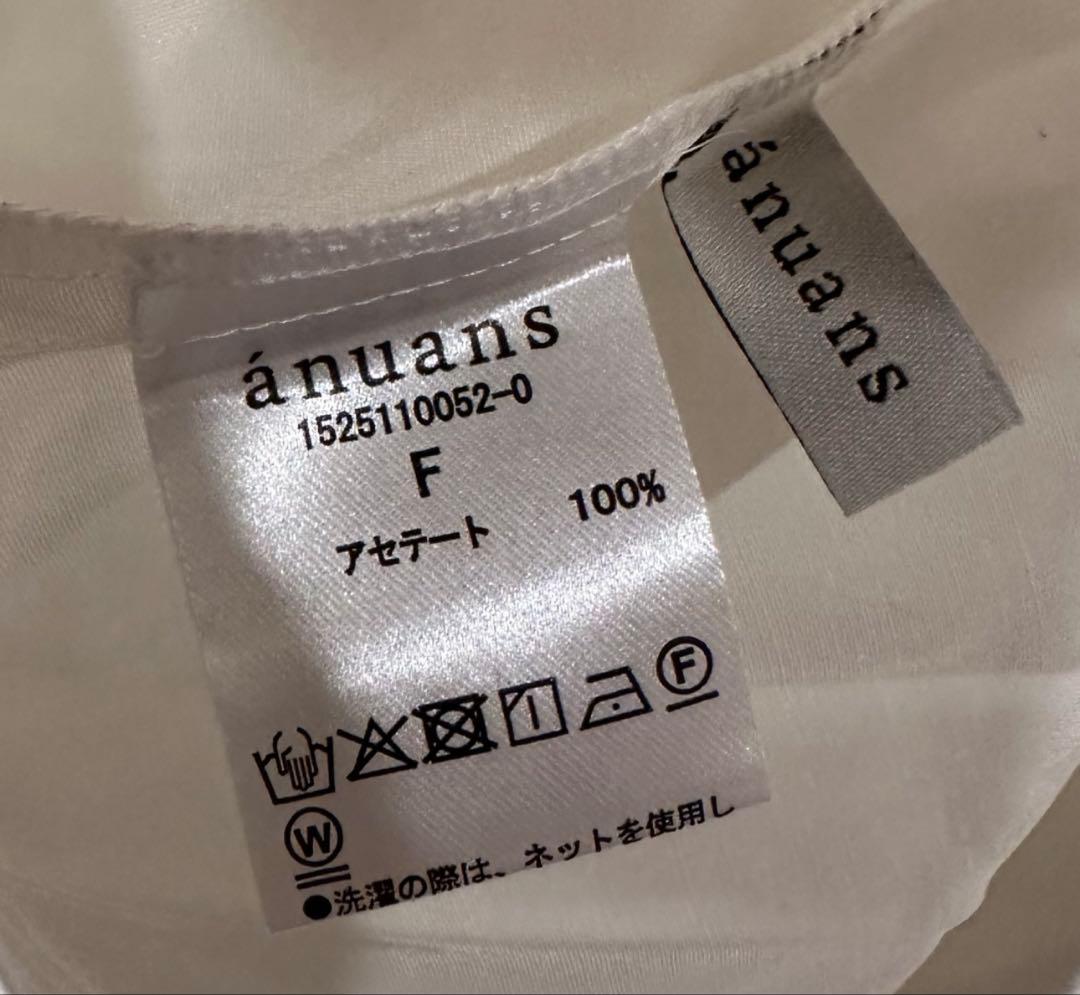 ánuans
1525110052-0
F
アセテート 100%
F
W
●洗濯の際は、ネットを使用し
ánuans